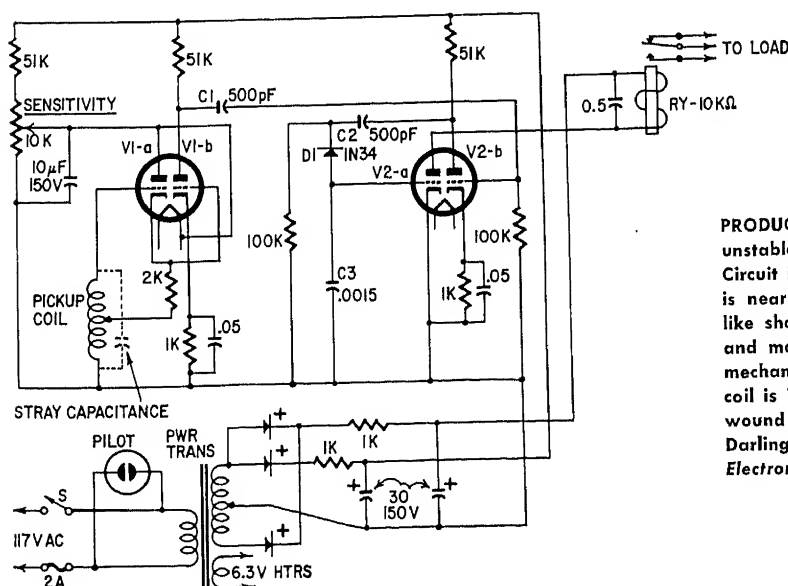 51K
51K
51K
SENSITIVITY
10K
10µF
150V
C1 500pF
V1-a V1-b
C2 500pF
D1 1N34
V2-a
V2-b
TO LOAD
0.5
RY-10KΩ
100K
100K
C3
.0015
1K
.05
2K
PICKUP
COIL
1K
.05
STRAY CAPACITANCE
PILOT
PWR
TRANS
S
117VAC
2A
1K
1K
30
150V
6.3V HTRS
PRODUC
unstable
Circuit i
is near
like sha
and ma
mechan
coil is
wound
Darling
Electron